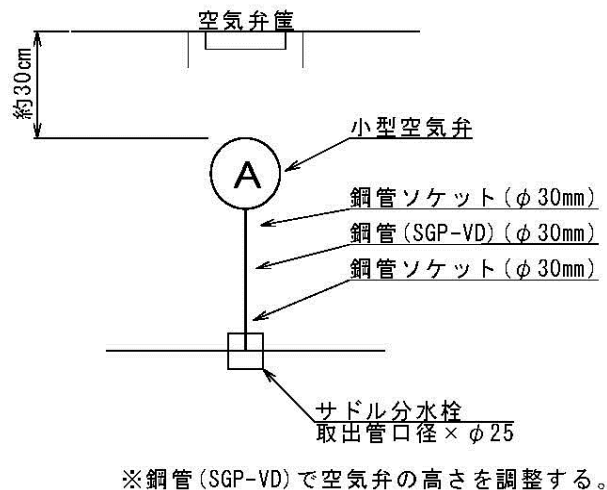 空気弁筐
約30cm
小型空気弁
A
鋼管ソケット(φ30mm)
鋼管(SGP-VD)(φ30mm)
鋼管ソケット(φ30mm)
サドル分水栓
取出管口径×φ25
※鋼管(SGP-VD)で空気弁の高さを調整する。